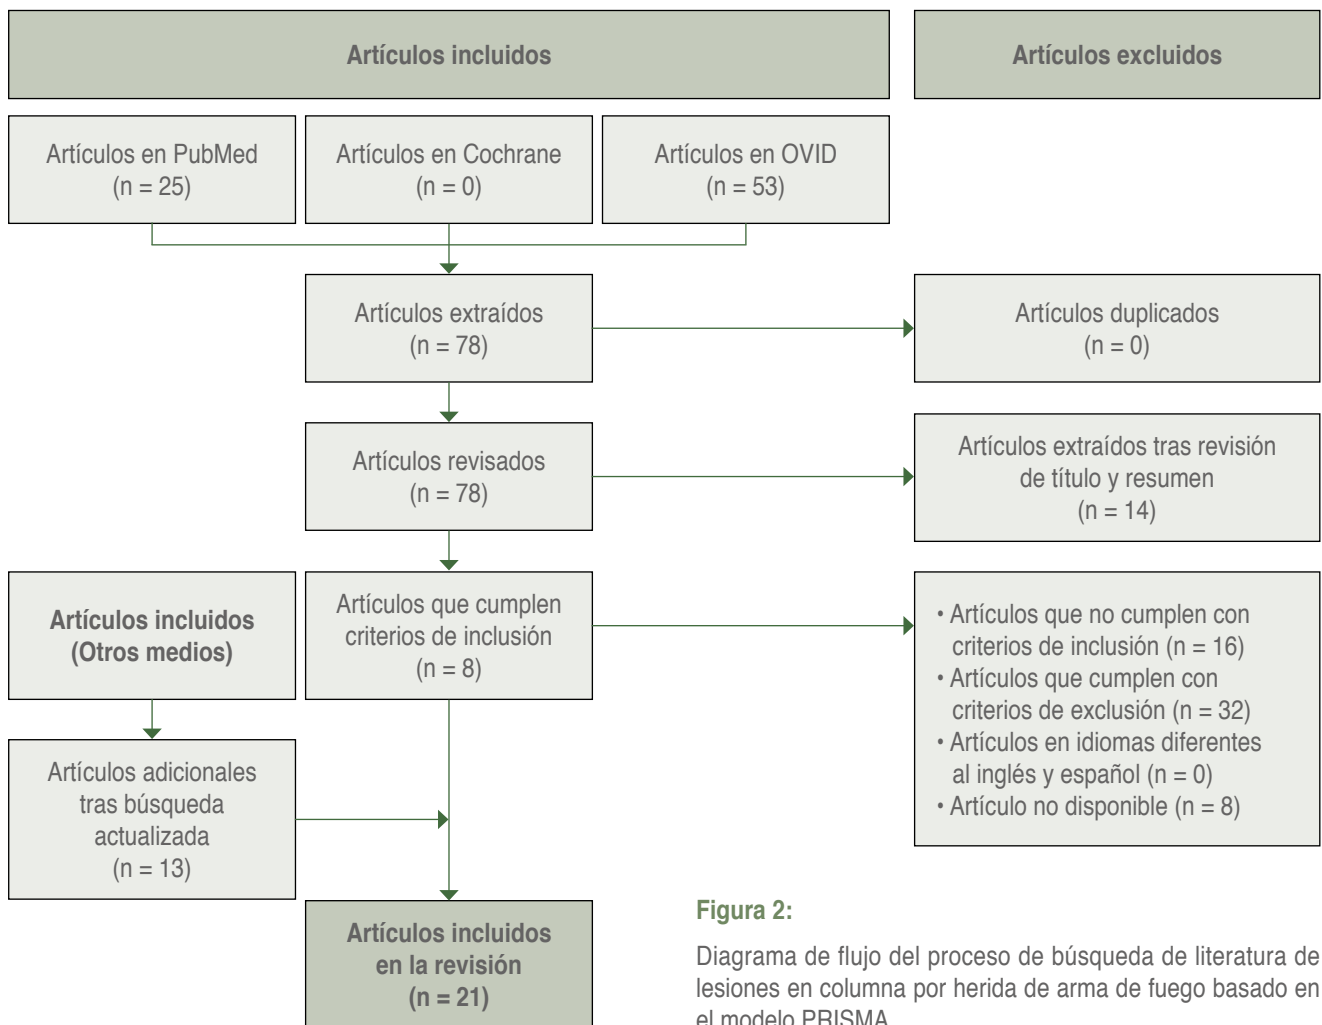 Artículos incluidos
Artículos excluidos
Artículos en PubMed
(n = 25)
Artículos en Cochrane
(n = 0)
Artículos en OVID
(n = 53)
Artículos extraídos
(n = 78)
Artículos duplicados
(n = 0)
Artículos revisados
(n = 78)
Artículos extraídos tras revisión
de título y resumen
(n = 14)
Artículos incluidos
(Otros medios)
Artículos que cumplen
criterios de inclusión
(n = 8)
• Artículos que no cumplen con
criterios de inclusión (n = 16)
• Artículos que cumplen con
criterios de exclusión (n = 32)
• Artículos en idiomas diferentes
al inglés y español (n = 0)
• Artículo no disponible (n = 8)
Artículos adicionales
tras búsqueda
actualizada
(n = 13)
Artículos incluidos
en la revisión
(n = 21)
Figura 2:
Diagrama de flujo del proceso de búsqueda de literatura de
lesiones en columna por herida de arma de fuego basado en
el modelo PRISMA